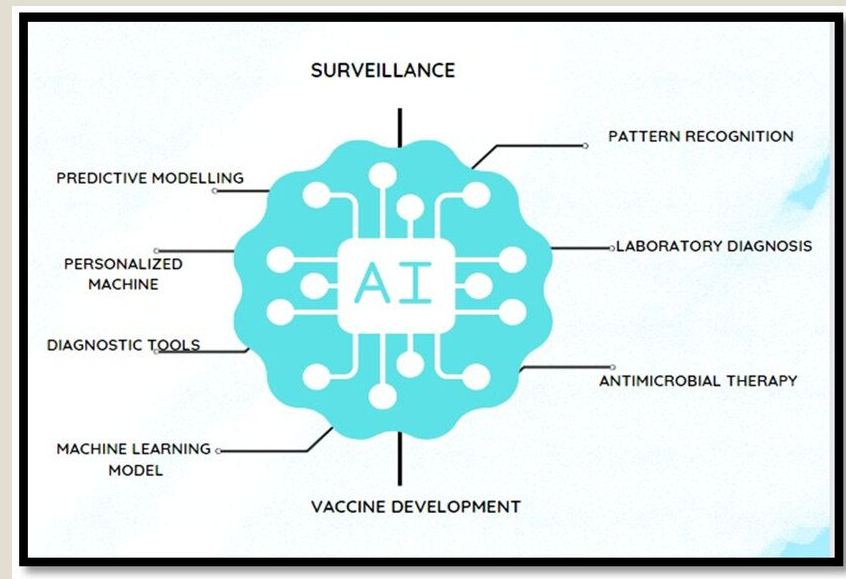 SURVEILLANCE
PATTERN RECOGNITION
PREDICTIVE MODELLING
LABORATORY DIAGNOSIS
PERSONALIZED
MACHINE
AI
DIAGNOSTIC TOOLS
ANTIMICROBIAL THERAPY
MACHINE LEARNING
MODEL
VACCINE DEVELOPMENT